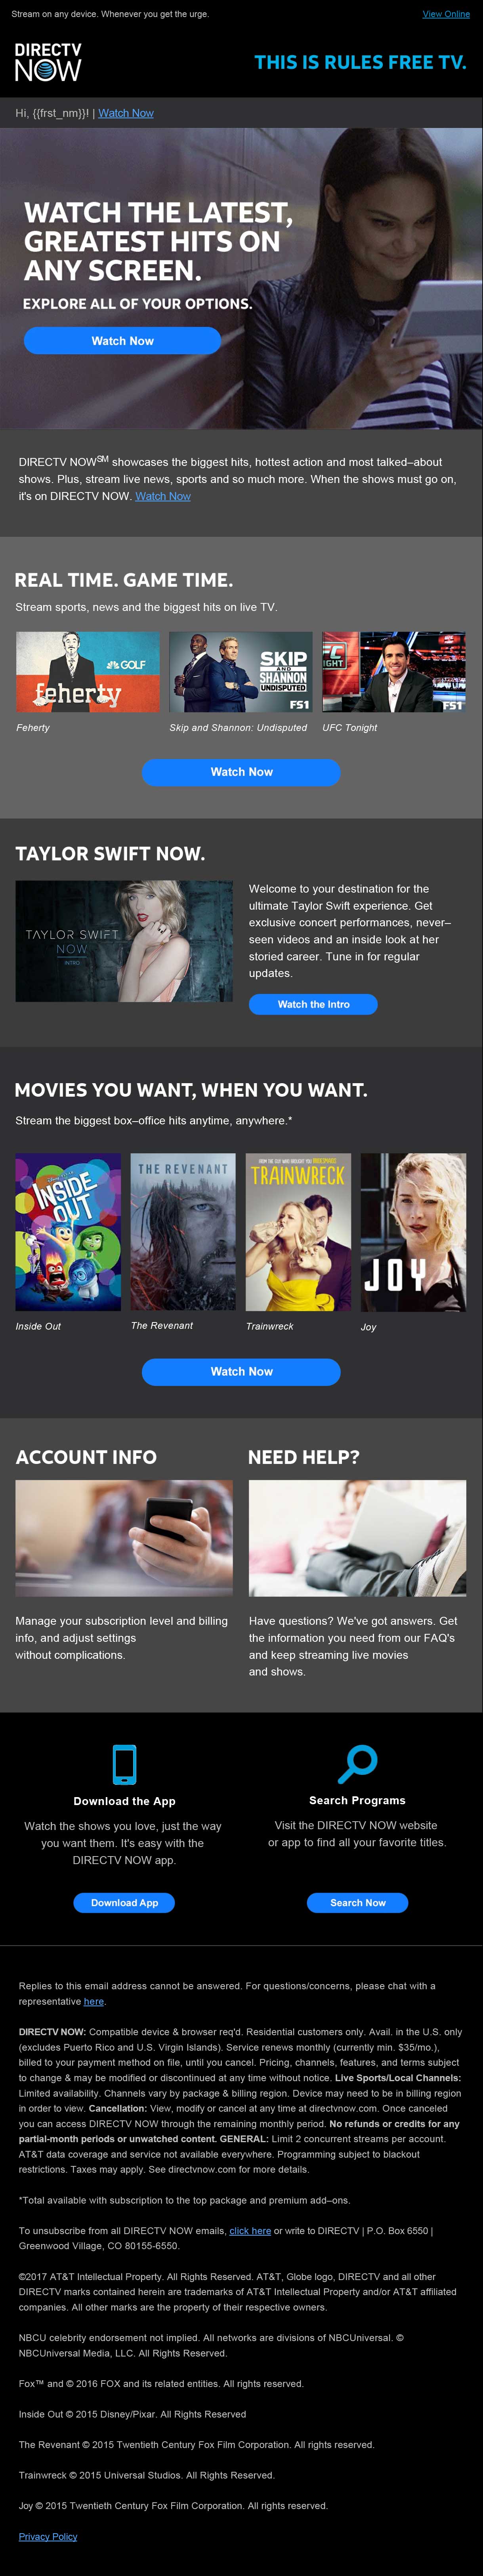 Stream on any device. Whenever you get the urge.
View Online
DIRECTV
NOW
THIS IS RULES FREE TV.
Hi, {{frst_nm}}! | Watch Now
WATCH THE LATEST,
GREATEST HITS ON
ANY SCREEN.
EXPLORE ALL OF YOUR OPTIONS.
Watch Now
DIRECTV NOW℠ showcases the biggest hits, hottest action and most talked–about
shows. Plus, stream live news, sports and so much more. When the shows must go on,
it's on DIRECTV NOW. Watch Now
REAL TIME. GAME TIME.
Stream sports, news and the biggest hits on live TV.
GOLF
feherty
SKIP
AND
SHANNON
UNDISPUTED
FS1
FS1
Feherty
Skip and Shannon: Undisputed
UFC Tonight
Watch Now
TAYLOR SWIFT NOW.
TAYLOR SWIFT
NOW
INTRO
Welcome to your destination for the
ultimate Taylor Swift experience. Get
exclusive concert performances, never–
seen videos and an inside look at her
storied career. Tune in for regular
updates.
Watch the Intro
MOVIES YOU WANT, WHEN YOU WANT.
Stream the biggest box–office hits anytime, anywhere.*
INSIDE
OUT
THE REVENANT
TRAINWRECK
JOY
Inside Out
The Revenant
Trainwreck
Joy
Watch Now
ACCOUNT INFO
Manage your subscription level and billing
info, and adjust settings
without complications.
NEED HELP?
Have questions? We've got answers. Get
the information you need from our FAQ's
and keep streaming live movies
and shows.
Download the App
Watch the shows you love, just the way
you want them. It's easy with the
DIRECTV NOW app.
Download App
Search Programs
Visit the DIRECTV NOW website
or app to find all your favorite titles.
Search Now
Replies to this email address cannot be answered. For questions/concerns, please chat with a
representative here.
DIRECTV NOW: Compatible device & browser req'd. Residential customers only. Avail. in the U.S. only
(excludes Puerto Rico and U.S. Virgin Islands). Service renews monthly (currently min. $35/mo.),
billed to your payment method on file, until you cancel. Pricing, channels, features, and terms subject
to change & may be modified or discontinued at any time without notice. Live Sports/Local Channels:
Limited availability. Channels vary by package & billing region. Device may need to be in billing region
in order to view. Cancellation: View, modify or cancel at any time at directvnow.com. Once canceled
you can access DIRECTV NOW through the remaining monthly period. No refunds or credits for any
partial-month periods or unwatched content. GENERAL: Limit 2 concurrent streams per account.
AT&T data coverage and service not available everywhere. Programming subject to blackout
restrictions. Taxes may apply. See directvnow.com for more details.
*Total available with subscription to the top package and premium add–ons.
To unsubscribe from all DIRECTV NOW emails, click here or write to DIRECTV | P.O. Box 6550 |
Greenwood Village, CO 80155-6550.
©2017 AT&T Intellectual Property. All Rights Reserved. AT&T, Globe logo, DIRECTV and all other
DIRECTV marks contained herein are trademarks of AT&T Intellectual Property and/or AT&T affiliated
companies. All other marks are the property of their respective owners.
NBCU celebrity endorsement not implied. All networks are divisions of NBCUniversal. ©
NBCUniversal Media, LLC. All Rights Reserved.
Fox™ and © 2016 FOX and its related entities. All rights reserved.
Inside Out © 2015 Disney/Pixar. All Rights Reserved
The Revenant © 2015 Twentieth Century Fox Film Corporation. All rights reserved.
Trainwreck © 2015 Universal Studios. All Rights Reserved.
Joy © 2015 Twentieth Century Fox Film Corporation. All rights reserved.
Privacy Policy